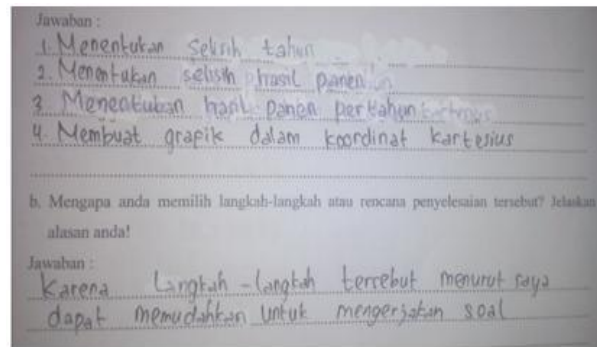 Jawaban :
1. Menentukan selisih tahun
2. Menentukan selisih hasil panen
3 Menentukan hasil panen pertahun
4. Membuat grafik dalam koordinat kartesius
b. Mengapa anda memilih langkah-langkah atau rencana penyelesaian tersebut? Jelaskan
alasan anda!
Jawaban :
Karena Langkah - langkah tersebut menurut saya
dapat memudahkan untuk mengerjakan soal